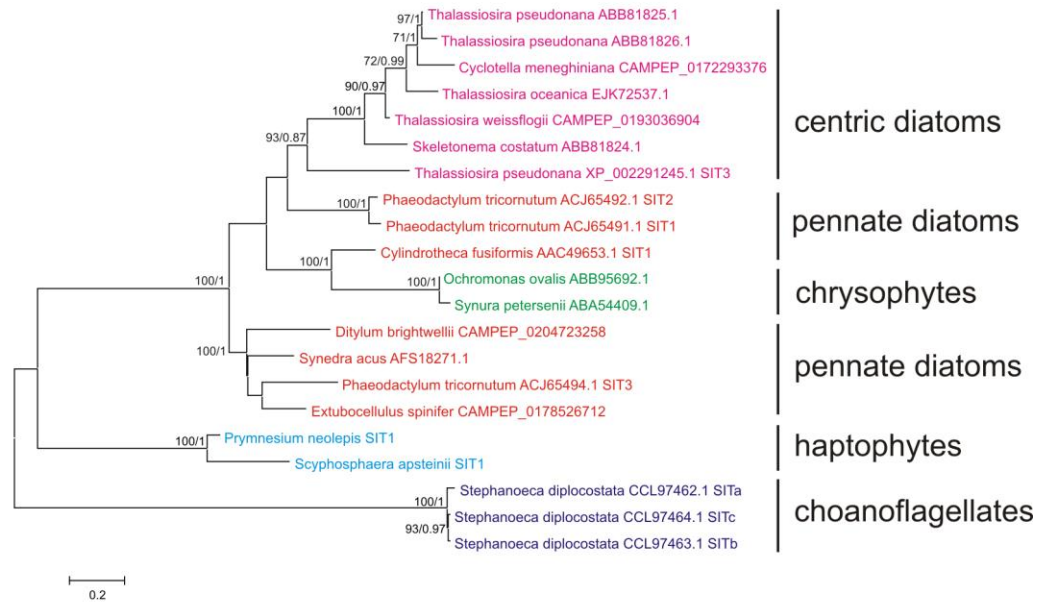 97/1
Thalassiosira pseudonana ABB81825.1
71/1
Thalassiosira pseudonana ABB81826.1
72/0.99
Cyclotella meneghiniana CAMPEP_0172293376
90/0.97
Thalassiosira oceanica EJK72537.1
100/1
Thalassiosira weissflogii CAMPEP_0193036904
centric diatoms
93/0.87
Skeletonema costatum ABB81824.1
Thalassiosira pseudonana XP_002291245.1 SIT3
100/1
Phaeodactylum tricornutum ACJ65492.1 SIT2
Phaeodactylum tricornutum ACJ65491.1 SIT1
pennate diatoms
100/1
Cylindrotheca fusiformis AAC49653.1 SIT1
100/1
100/1
Ochromonas ovalis ABB95692.1
Synura petersenii ABA54409.1
chrysophytes
Ditylum brightwellii CAMPEP_0204723258
100/1
Synedra acus AFS18271.1
pennate diatoms
Phaeodactylum tricornutum ACJ65494.1 SIT3
Extubocellulus spinifer CAMPEP_0178526712
100/1
Prymnesium neolepis SIT1
haptophytes
Scyphosphaera apsteinii SIT1
100/1
Stephanoeca diplocostata CCL97462.1 SITa
Stephanoeca diplocostata CCL97464.1 SITc
choanoflagellates
93/0.97
Stephanoeca diplocostata CCL97463.1 SITb
0.2